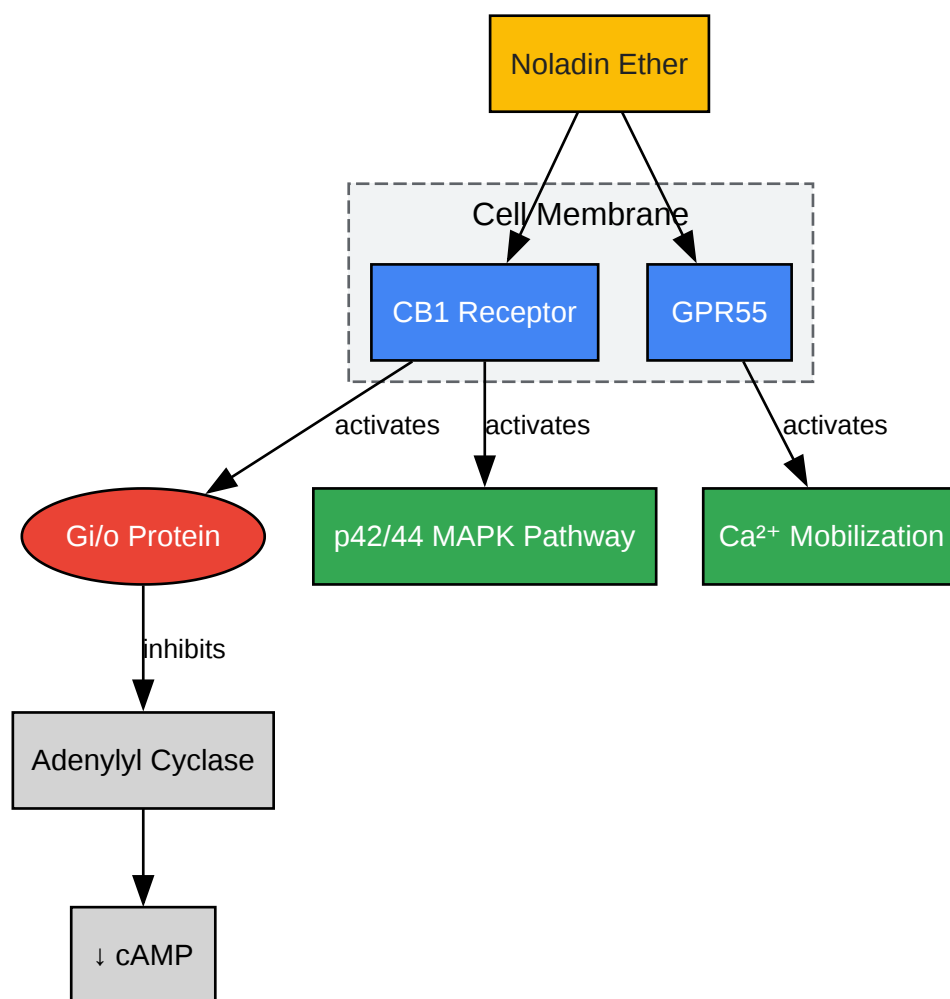 Noladin Ether
Cell Membrane
CB1 Receptor
GPR55
activates
activates
activates
Gi/o Protein
p42/44 MAPK Pathway
Ca²⁺ Mobilization
inhibits
Adenylyl Cyclase
↓ cAMP